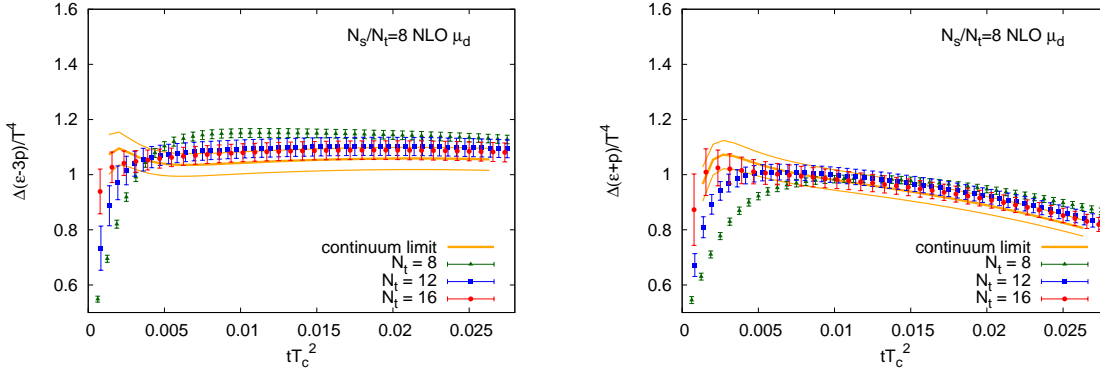 Δ(ε-3p)/T^4
1.6
1.4
1.2
1
0.8
0.6
N_s/N_t=8 NLO μ_d
continuum limit
N_t = 8
N_t = 12
N_t = 16
0 0.005 0.01 0.015 0.02 0.025
tT_c^2
Δ(ε+p)/T^4
1.6
1.4
1.2
1
0.8
0.6
N_s/N_t=8 NLO μ_d
continuum limit
N_t = 8
N_t = 12
N_t = 16
0 0.005 0.01 0.015 0.02 0.025
tT_c^2